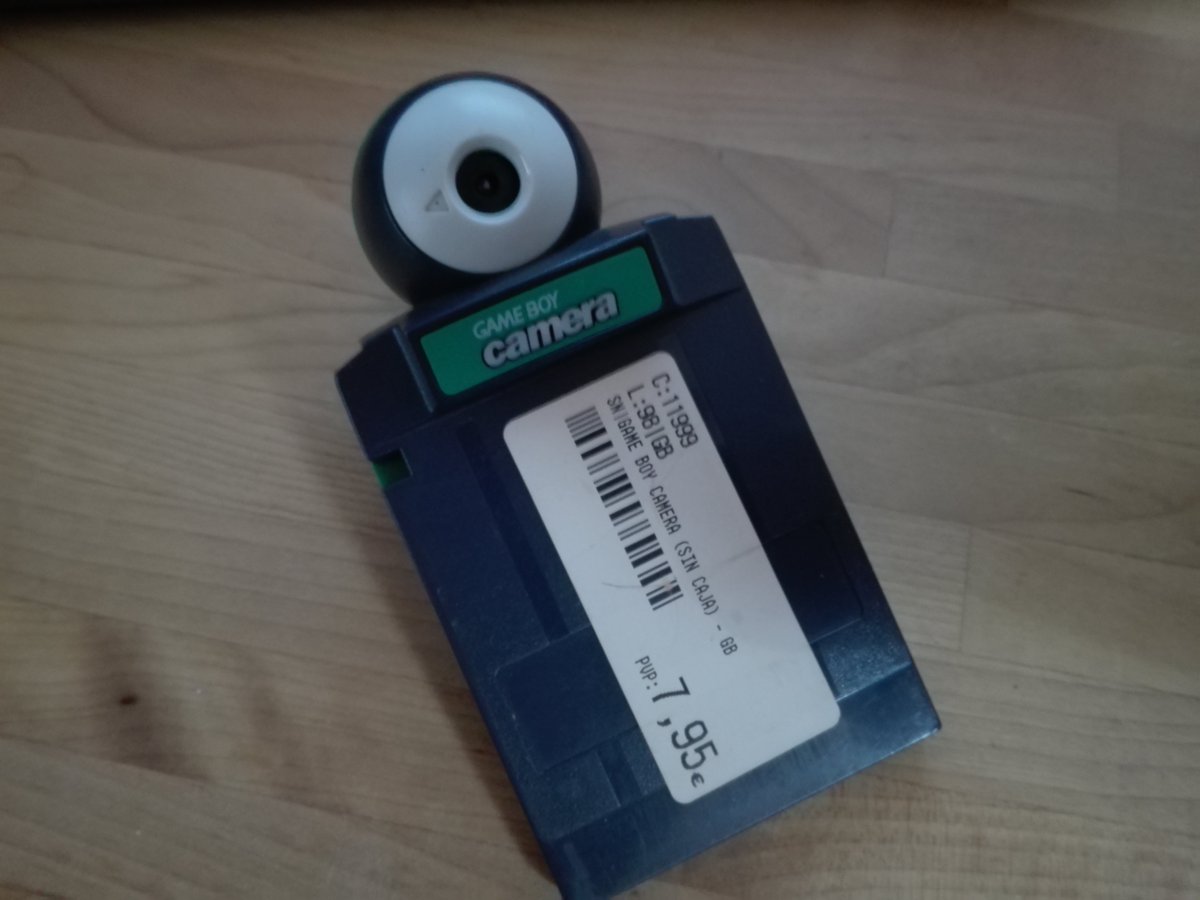 GAME BOY
camera
C:11999
L:98|GB
SN|GAME BOY CAMERA (SIN CAJA) - GB
PVP: 7,95€